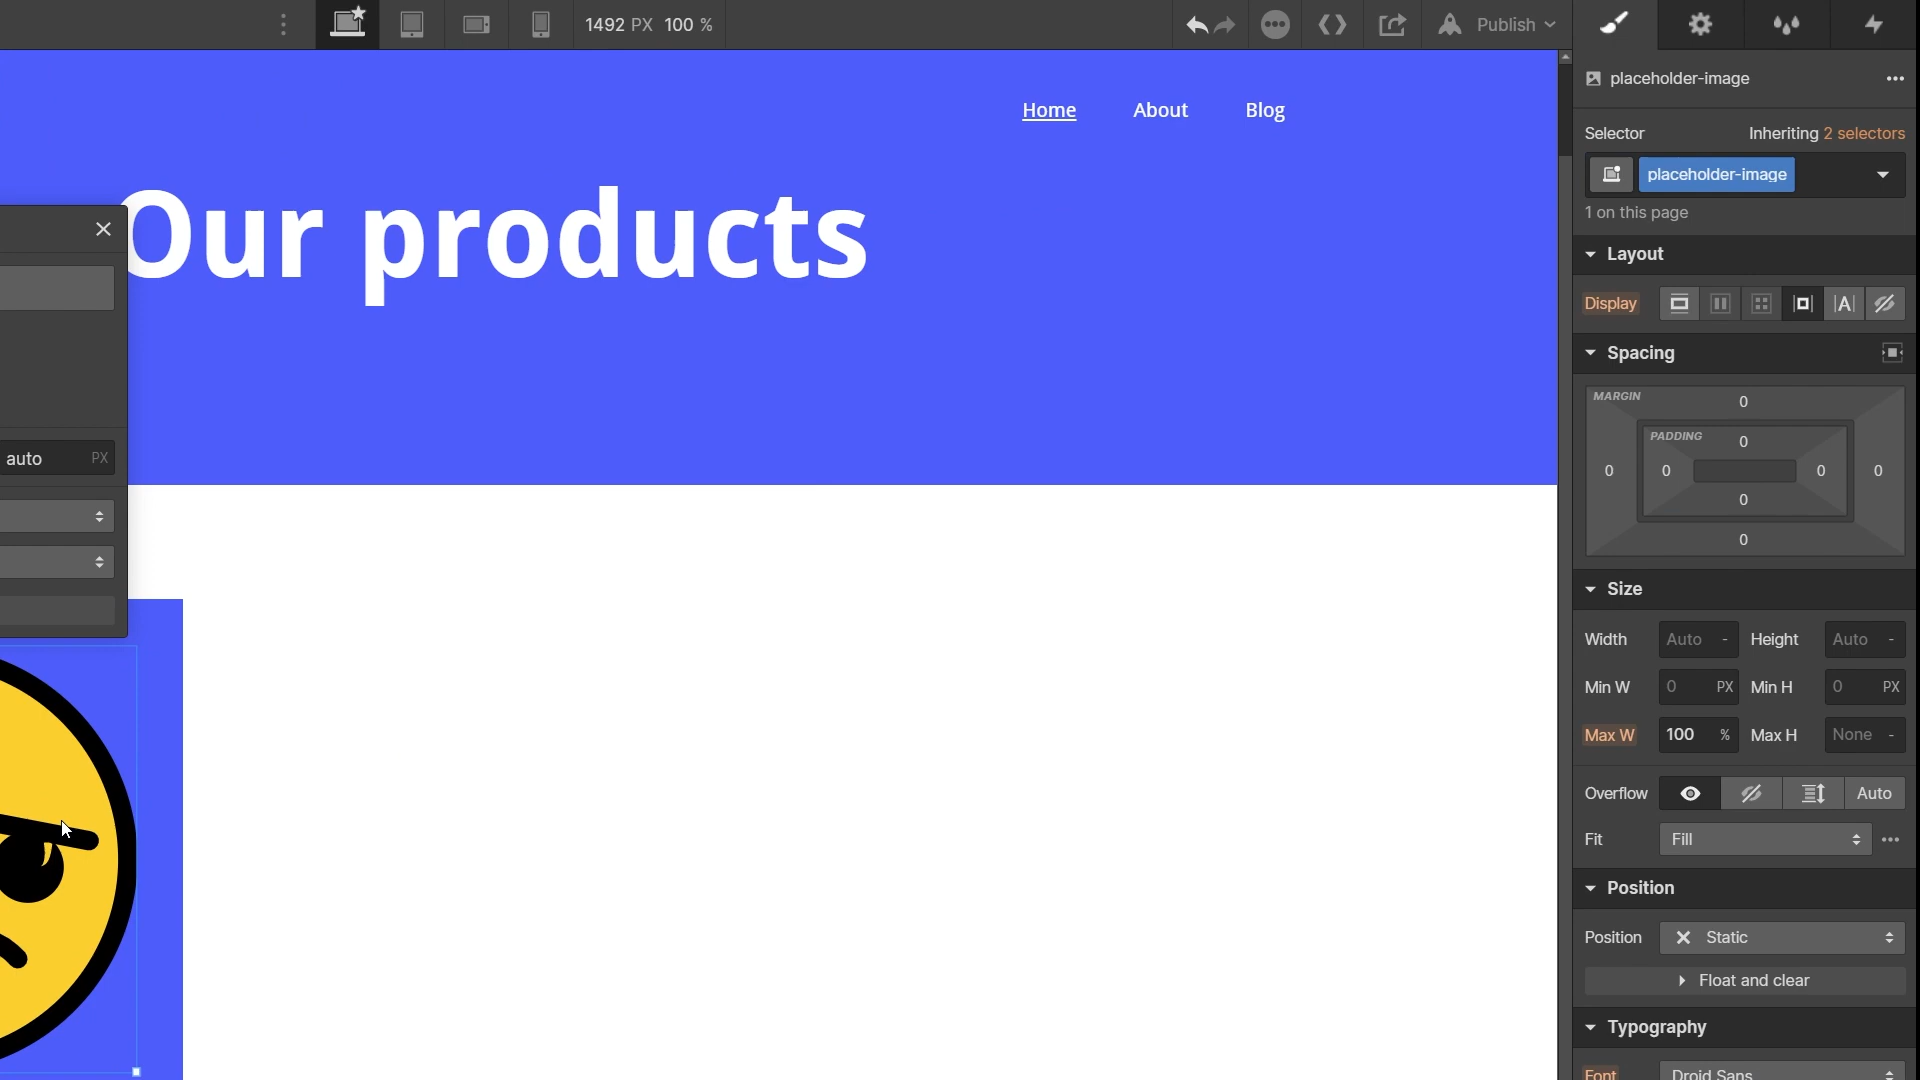 1492 PX 100 %
Publish
placeholder-image
Home About Blog
Selector Inheriting 2 selectors
placeholder-image
1 on this page
Our products
Layout
Display
Spacing
MARGIN
0
PADDING
0
0 0 0 0
0
0
auto PX
Size
Width Auto - Height Auto -
Min W 0 PX Min H 0 PX
Max W 100 % Max H None -
Overflow Auto
Fit Fill
Position
Position Static
Float and clear
Typography
Font Droid Sans